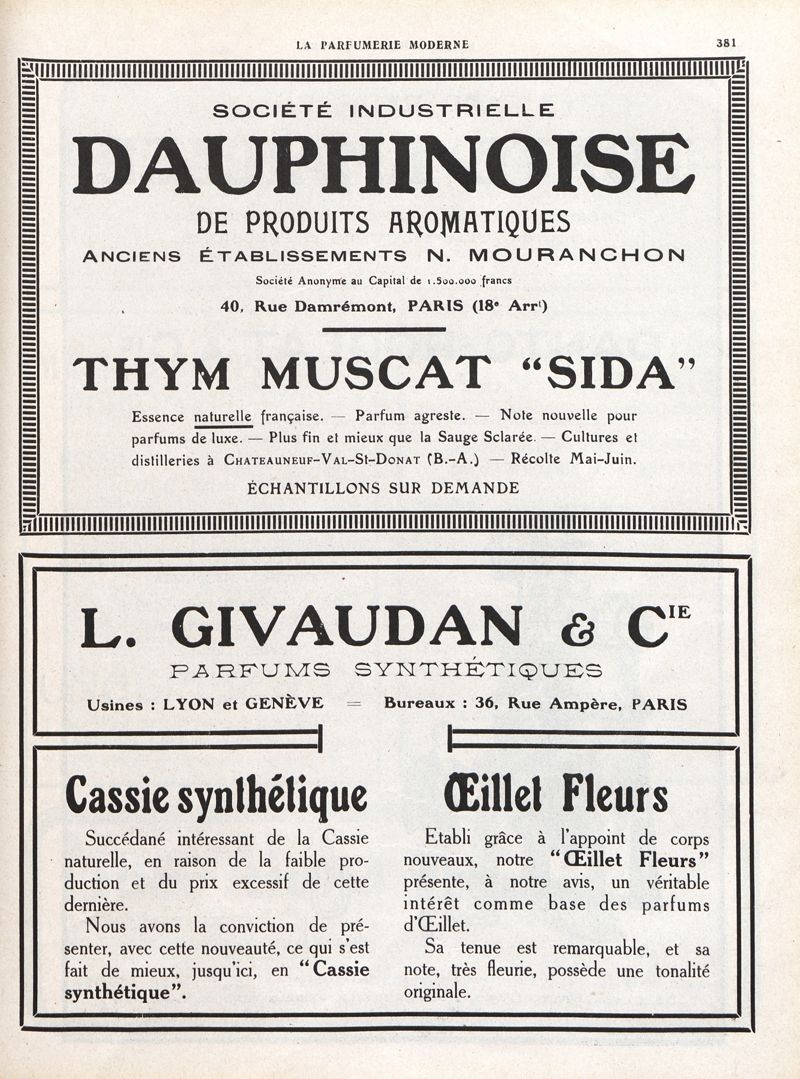 LA PARFUMERIE MODERNE
381
SOCIÉTÉ INDUSTRIELLE
DAUPHINOISE
DE PRODUITS AROMATIQUES
ANCIENS ÉTABLISSEMENTS N. MOURANCHON
Société Anonyme au Capital de 1.500.000 francs
40, Rue Damrémont, PARIS (18e Arrt)
THYM MUSCAT “SIDA”
Essence naturelle française. — Parfum agreste. — Note nouvelle pour
parfums de luxe. — Plus fin et mieux que la Sauge Sclarée. — Cultures et
distilleries à CHATEAUNEUF-VAL-St-DONAT (B.-A.) — Récolte Mai-Juin.
ÉCHANTILLONS SUR DEMANDE
L. GIVAUDAN & CIE
PARFUMS SYNTHÉTIQUES
Usines : LYON et GENÈVE = Bureaux : 36, Rue Ampère, PARIS
Cassie synthétique
Succédané intéressant de la Cassie
naturelle, en raison de la faible pro-
duction et du prix excessif de cette
dernière.
Nous avons la conviction de pré-
senter, avec cette nouveauté, ce qui s'est
fait de mieux, jusqu'ici, en “Cassie
synthétique”.
Œillet Fleurs
Etabli grâce à l'appoint de corps
nouveaux, notre “Œillet Fleurs”
présente, à notre avis, un véritable
intérêt comme base des parfums
d'Œillet.
Sa tenue est remarquable, et sa
note, très fleurie, possède une tonalité
originale.